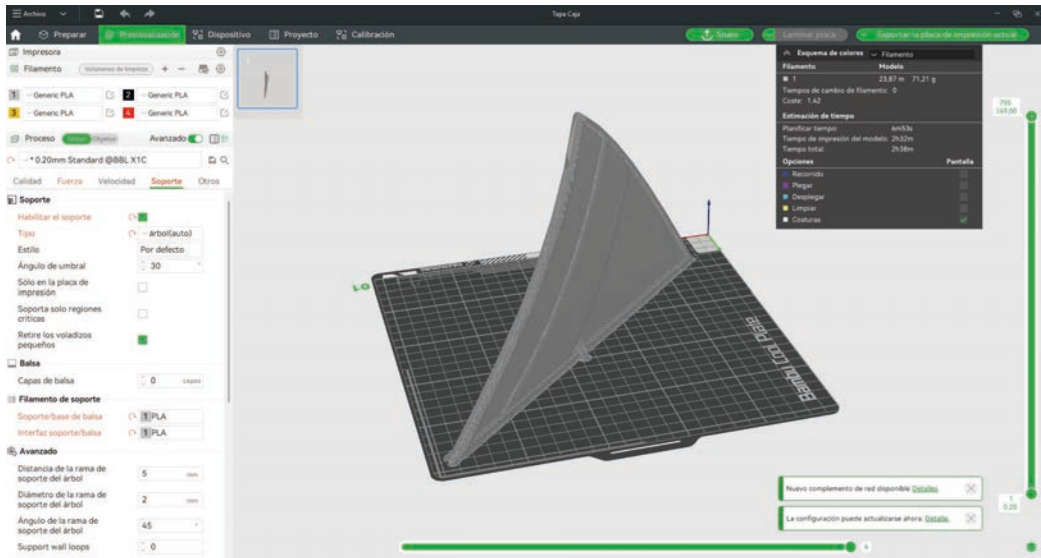 Archivo
Tapa Caja
Preparar
Previsualización
Dispositivo
Proyecto
Calibración
Share
Laminar placa
Exportar la placa de impresión actual
Impresora
Filamento
Volúmenes de limpieza
1 Generic PLA
2 Generic PLA
3 Generic PLA
4 Generic PLA
Proceso
Objetos
Avanzado
* 0.20mm Standard @BBL X1C
Calidad Fuerza Velocidad Soporte Otros
Soporte
Habilitar el soporte
Tipo árbol(auto)
Estilo Por defecto
Ángulo de umbral 30 °
Sólo en la placa de
impresión
Soporta solo regiones
críticas
Retire los voladizos
pequeños
Balsa
Capas de balsa 0 capas
Filamento de soporte
Soporte/base de balsa 1 PLA
Interfaz soporte/balsa 1 PLA
Avanzado
Distancia de la rama de
soporte del árbol 5 mm
Diámetro de la rama de
soporte del árbol 2 mm
Ángulo de la rama de
soporte del árbol 45 °
Support wall loops 0
Bambu Cool Plate
Esquema de colores Filamento
Filamento Modelo
1 23,87 m 71,21 g
Tiempos de cambio de filamento: 0
Coste: 1,42
Estimación de tiempo
Planificar tiempo: 6m53s
Tiempo de impresión del modelo: 2h32m
Tiempo total: 2h38m
Opciones Pantalla
Recorrido
Plegar
Desplegar
Limpiar
Costuras
1
0,20
Nuevo complemento de red disponible Detalles
La configuración puede actualizarse ahora. Detalle.